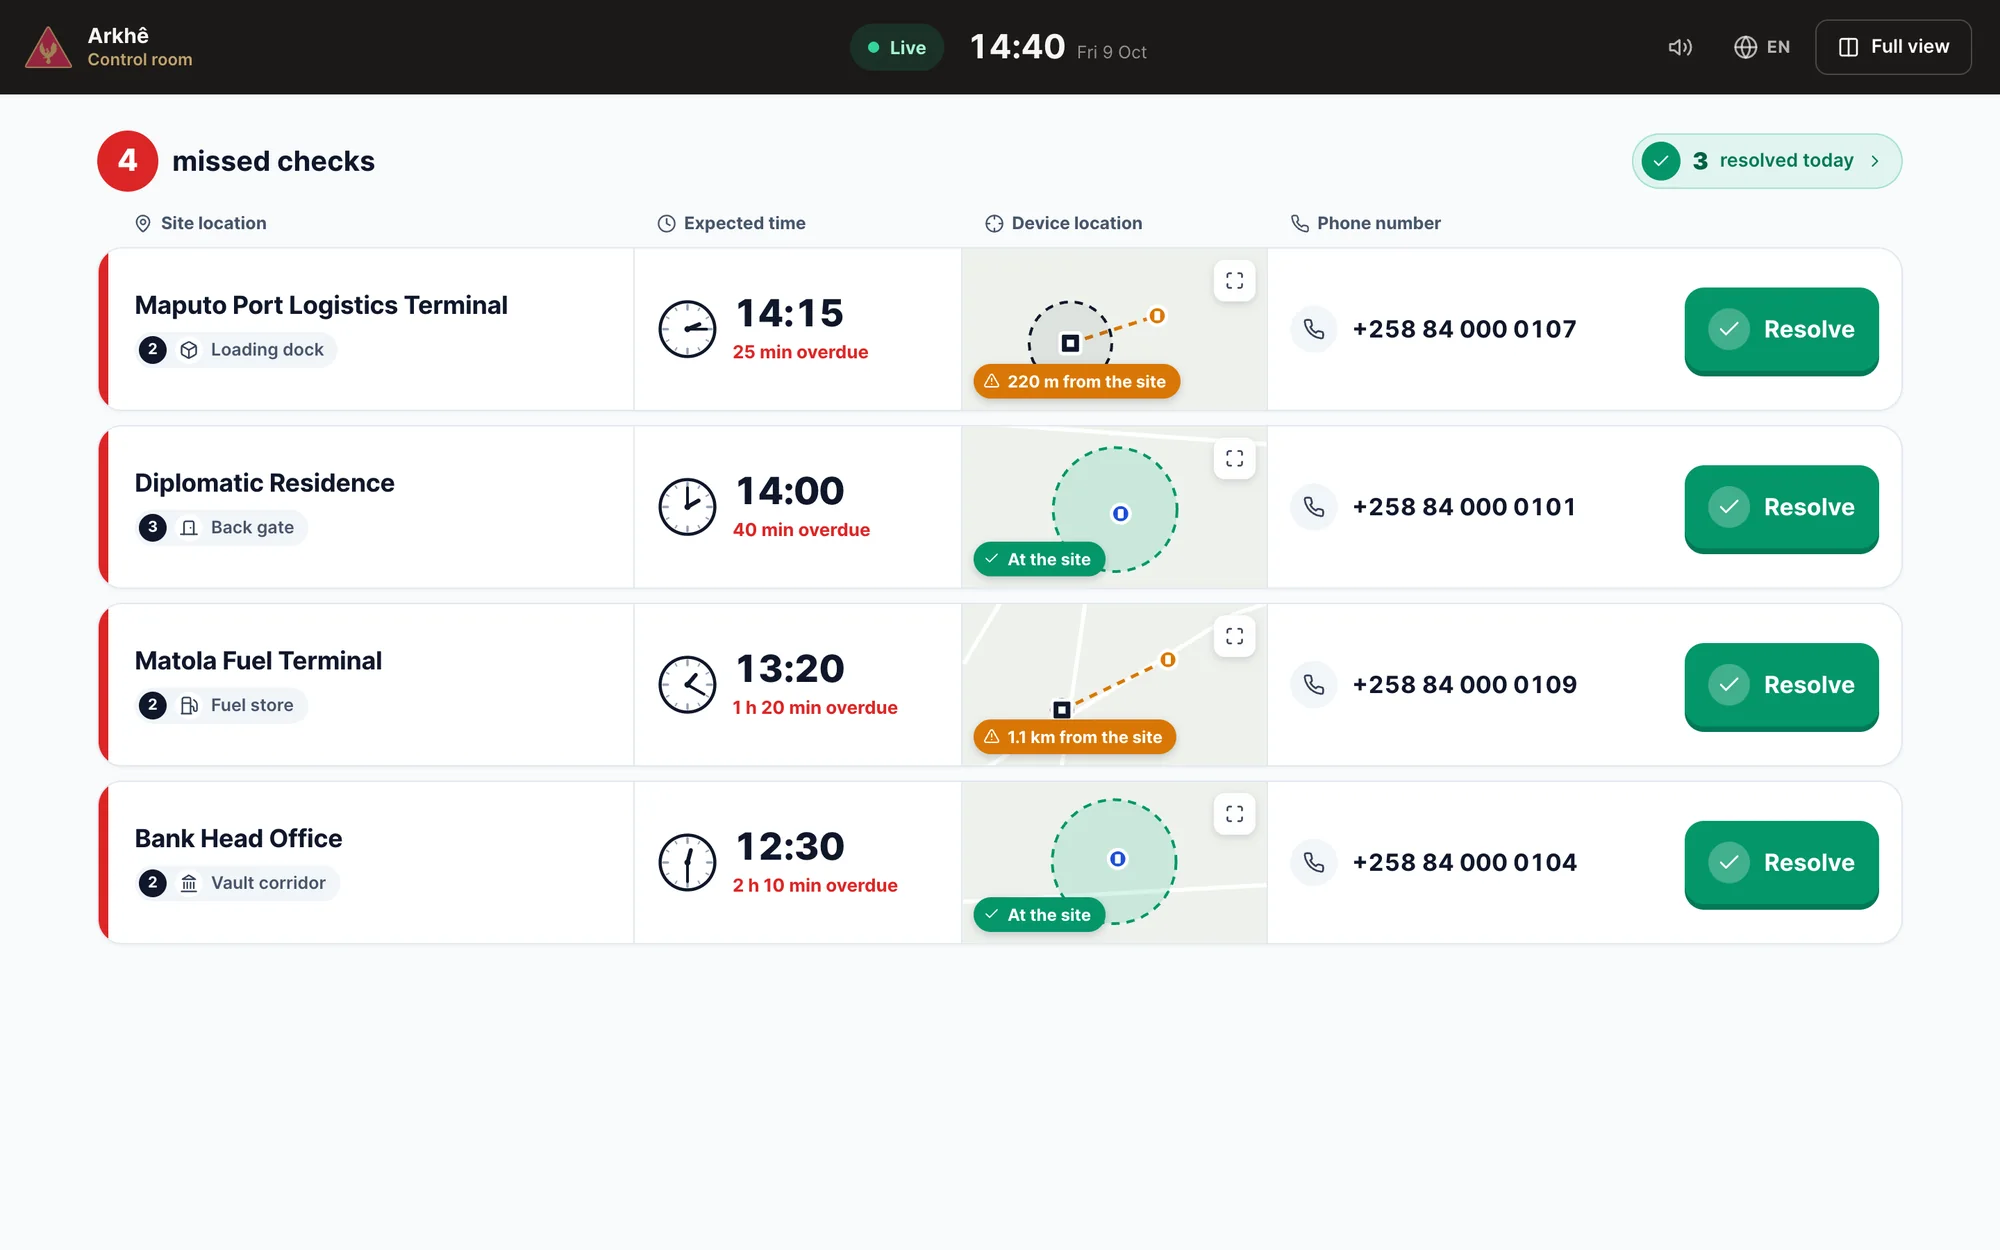 Arkhê
Control room
Live
14:40 Fri 9 Oct
EN
Full view
4 missed checks
3 resolved today
Site location
Expected time
Device location
Phone number
Maputo Port Logistics Terminal
2 Loading dock
14:15
25 min overdue
220 m from the site
+258 84 000 0107
Resolve
Diplomatic Residence
3 Back gate
14:00
40 min overdue
At the site
+258 84 000 0101
Resolve
Matola Fuel Terminal
2 Fuel store
13:20
1 h 20 min overdue
1.1 km from the site
+258 84 000 0109
Resolve
Bank Head Office
2 Vault corridor
12:30
2 h 10 min overdue
At the site
+258 84 000 0104
Resolve